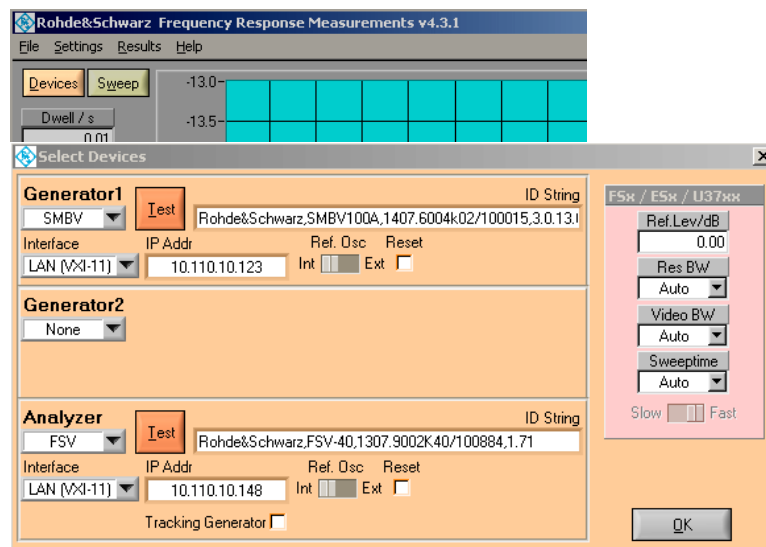 Rohde&Schwarz Frequency Response Measurements v4.3.1
File Settings Results Help
Devices Sweep
-13.0
Dwell / s
-13.5
0.01
Select Devices
Generator1
ID String
SMBV
Test
Rohde&Schwarz,SMBV100A,1407.6004k02/100015,3.0.13.
Interface IP Addr Ref. Osc Reset
LAN (VXI-11) 10.110.10.123 Int Ext
Generator2
None
Analyzer
ID String
FSV
Test
Rohde&Schwarz,FSV-40,1307.9002K40/100884,1.71
Interface IP Addr Ref. Osc Reset
LAN (VXI-11) 10.110.10.148 Int Ext
Tracking Generator
FSx / ESx / U37xx
Ref.Lev/dB
0.00
Res BW
Auto
Video BW
Auto
Sweeptime
Auto
Slow Fast
OK